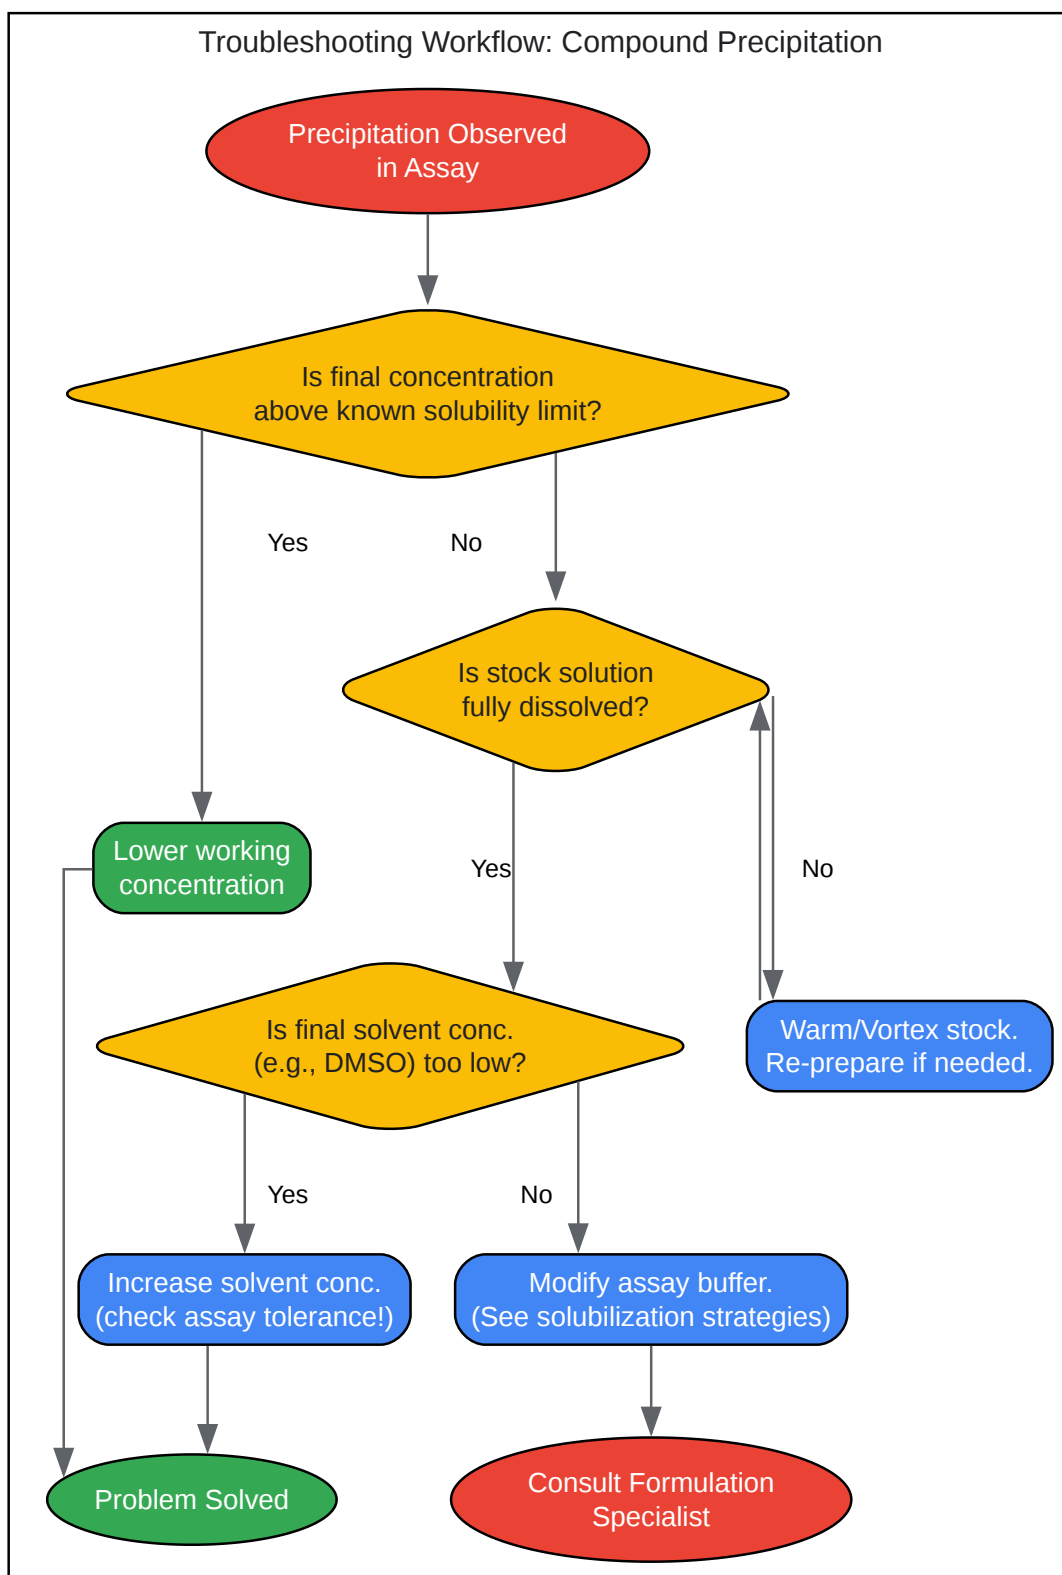 Troubleshooting Workflow: Compound Precipitation
Precipitation Observed
in Assay
Is final concentration
above known solubility limit?
Yes
No
Is stock solution
fully dissolved?
Lower working
concentration
Yes
No
Is final solvent conc.
(e.g., DMSO) too low?
Warm/Vortex stock.
Re-prepare if needed.
Yes
No
Increase solvent conc.
(check assay tolerance!)
Modify assay buffer.
(See solubilization strategies)
Problem Solved
Consult Formulation
Specialist